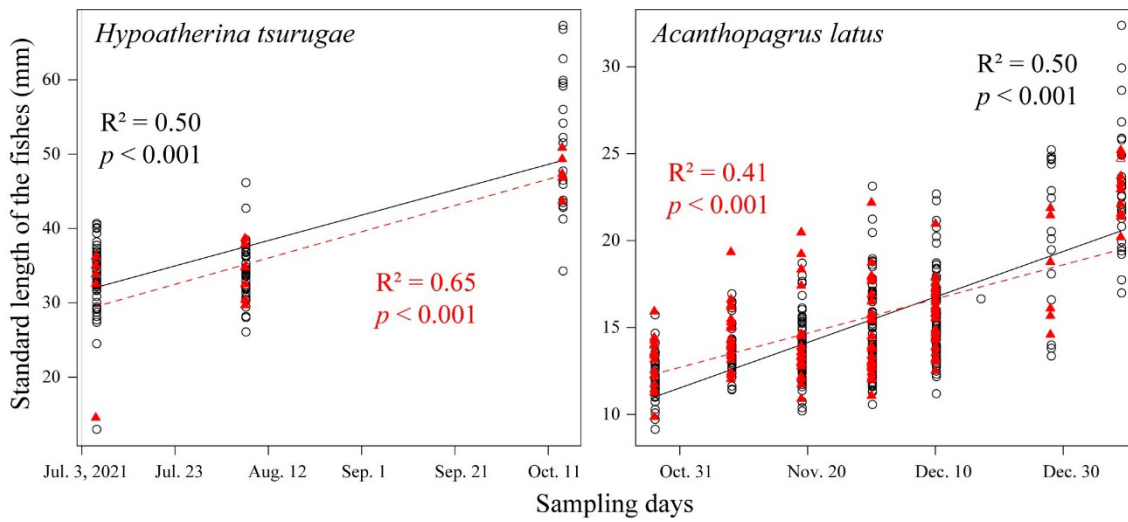 Hypoatherina tsurugae
Acanthopagrus latus
Standard length of the fishes (mm)
60
50
40
30
20
R² = 0.50
p < 0.001
R² = 0.65
p < 0.001
Jul. 3, 2021 Jul. 23 Aug. 12 Sep. 1 Sep. 21 Oct. 11
30
25
20
15
10
R² = 0.50
p < 0.001
R² = 0.41
p < 0.001
Oct. 31 Nov. 20 Dec. 10 Dec. 30
Sampling days